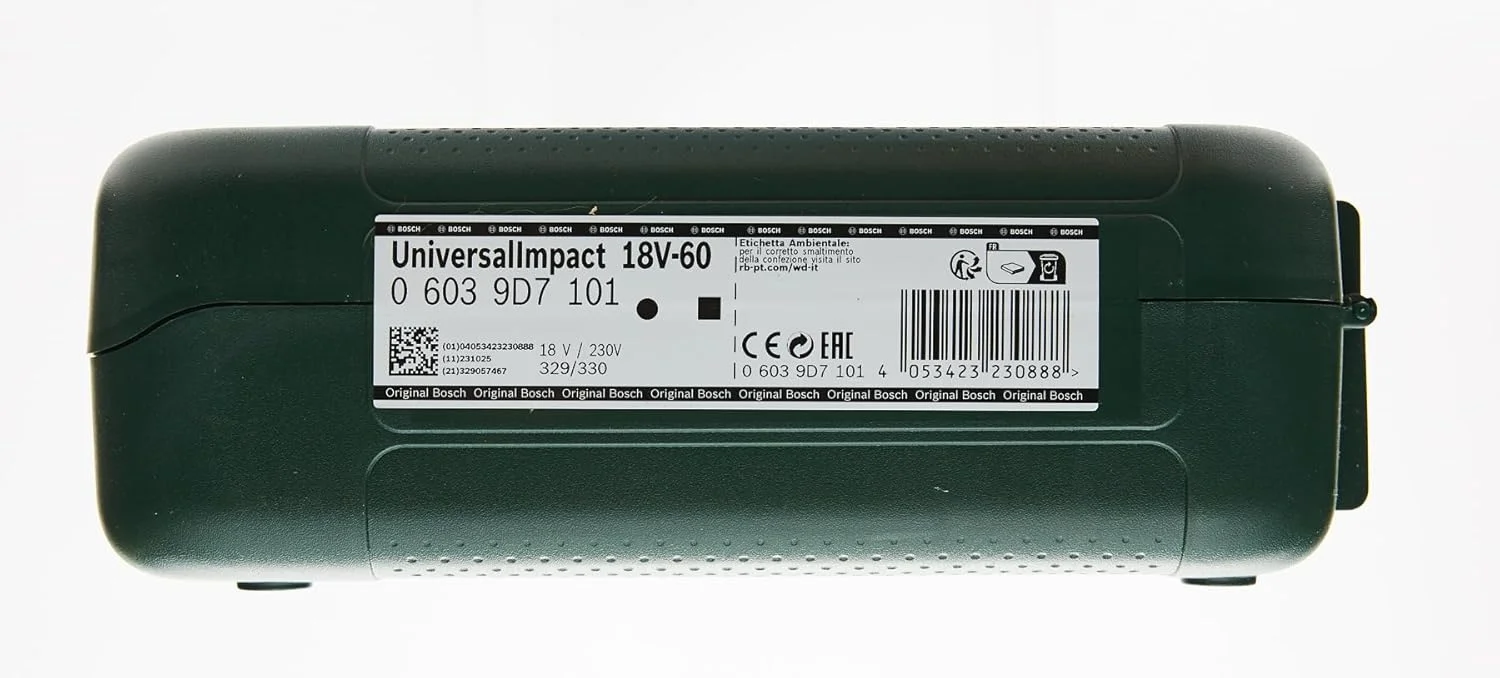 BOSCH BOSCH BOSCH BOSCH BOSCH BOSCH BOSCH BOSCH BOSCH BOSCH BOSCH BOSCH BOSCH
UniversalImpact 18V-60
0 603 9D7 101
(01)04053423230888
(11)231025
(21)329057467
18 V / 230V
329/330
Etichetta Ambientale:
per il corretto smaltimento
della confezione visita il sito
rb-pt.com/wd-it
FR
CE EAC
0 603 9D7 101
4 053423 230888 >
Original Bosch Original Bosch Original Bosch Original Bosch Original Bosch Original Bosch Original Bosch Original Bosch